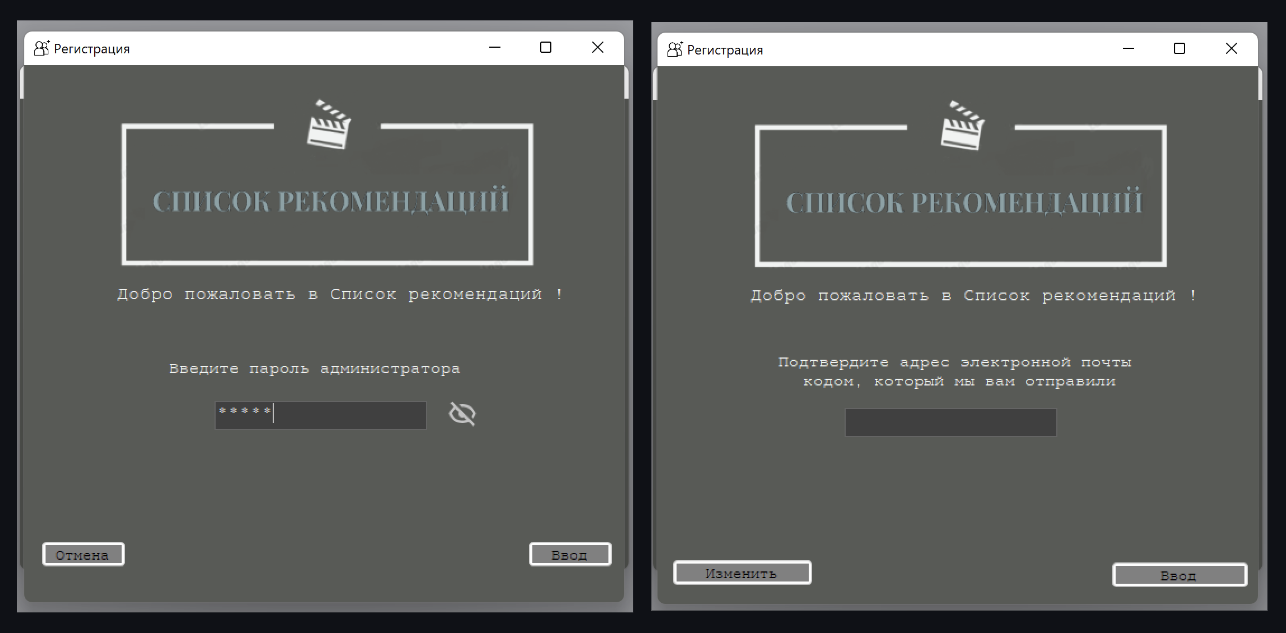 Регистрация
СПИСОК РЕКОМЕНДАЦИЙ
Добро пожаловать в Список рекомендаций !
Введите пароль администратора
*****
Отмена
Ввод
Регистрация
СПИСОК РЕКОМЕНДАЦИЙ
Добро пожаловать в Список рекомендаций !
Подтвердите адрес электронной почты
кодом, который мы вам отправили
Изменить
Ввод